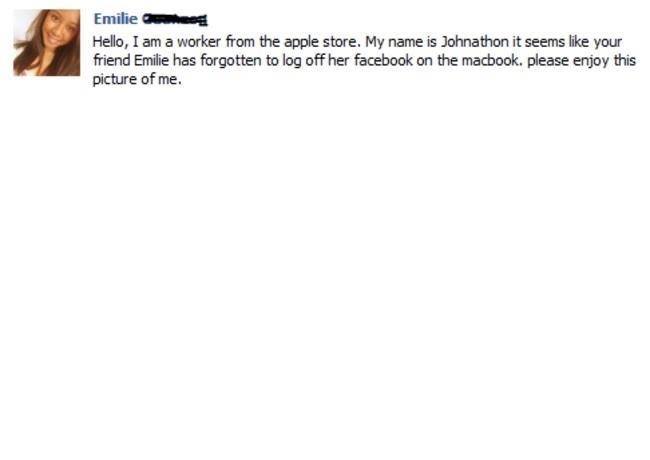 Emilie
Hello, I am a worker from the apple store. My name is Johnathon it seems like your
friend Emilie has forgotten to log off her facebook on the macbook. please enjoy this
picture of me.